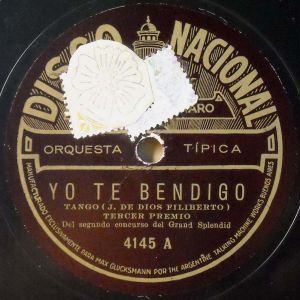 DISCO NACIONAL
ORQUESTA TÍPICA
YO TE BENDIGO
TANGO (J. DE DIOS FILIBERTO)
TERCER PREMIO
Del segundo concurso del Grand Splendid
4145 A
MANUFACTURADO EXCLUSIVAMENTE PARA MAX GLÜCKSMANN POR THE ARGENTINE TALKING MACHINE WORKS BUENOS AIRES